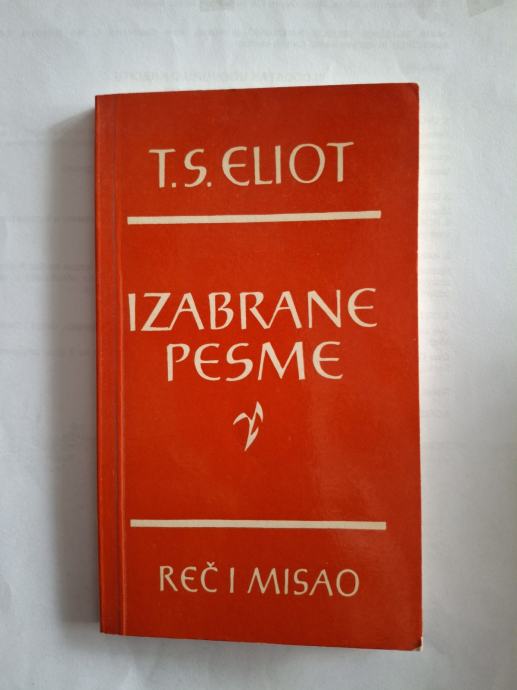 T.S. ELIOT
IZABRANE
PESME
REČ I MISAO